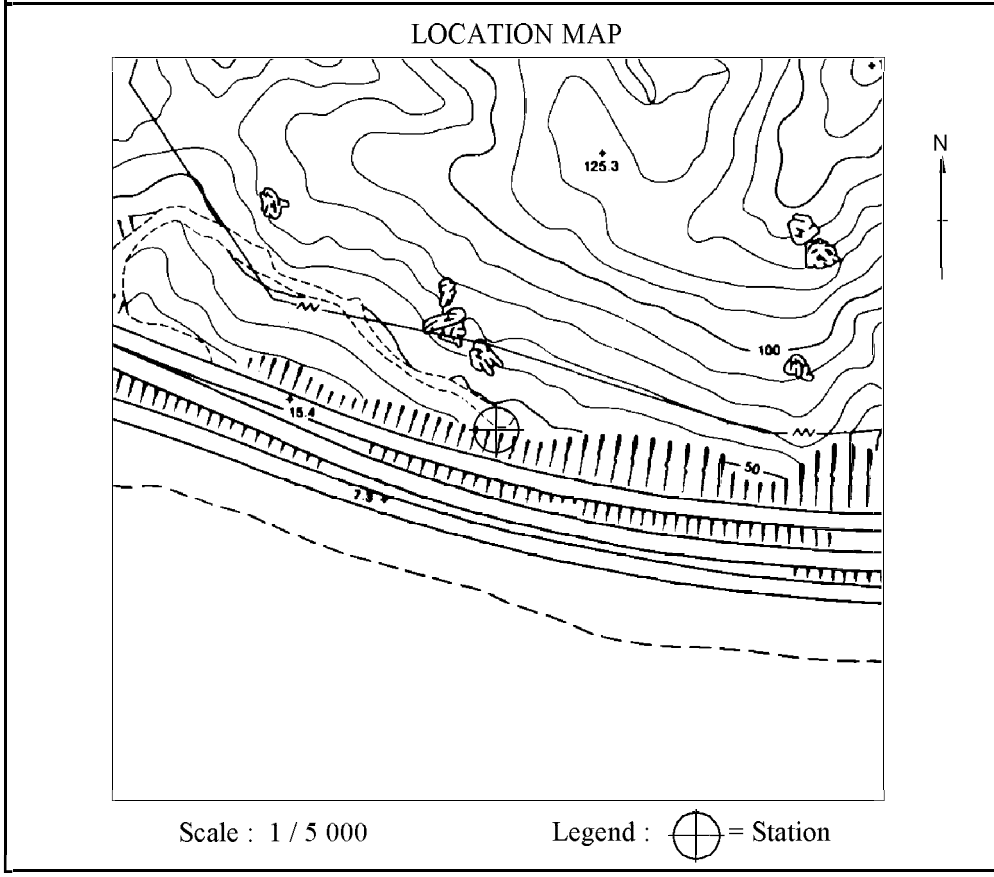 LOCATION MAP
N
125.3
100
15.4
50
7.3
Scale : 1 / 5 000
Legend : = Station